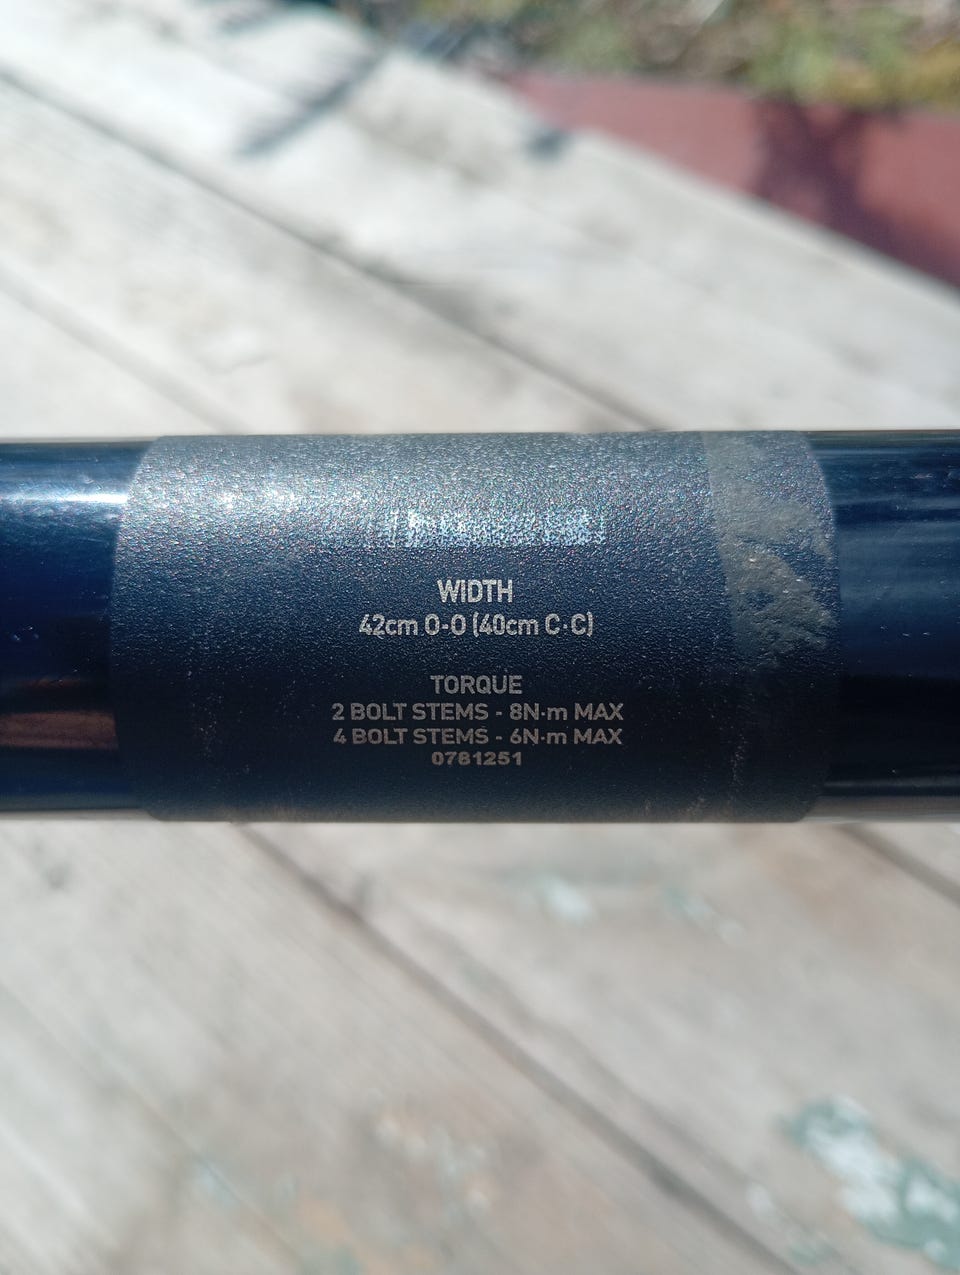 WIDTH
42cm O-O (40cm C-C)
TORQUE
2 BOLT STEMS - 8N·m MAX
4 BOLT STEMS - 6N·m MAX
0781251